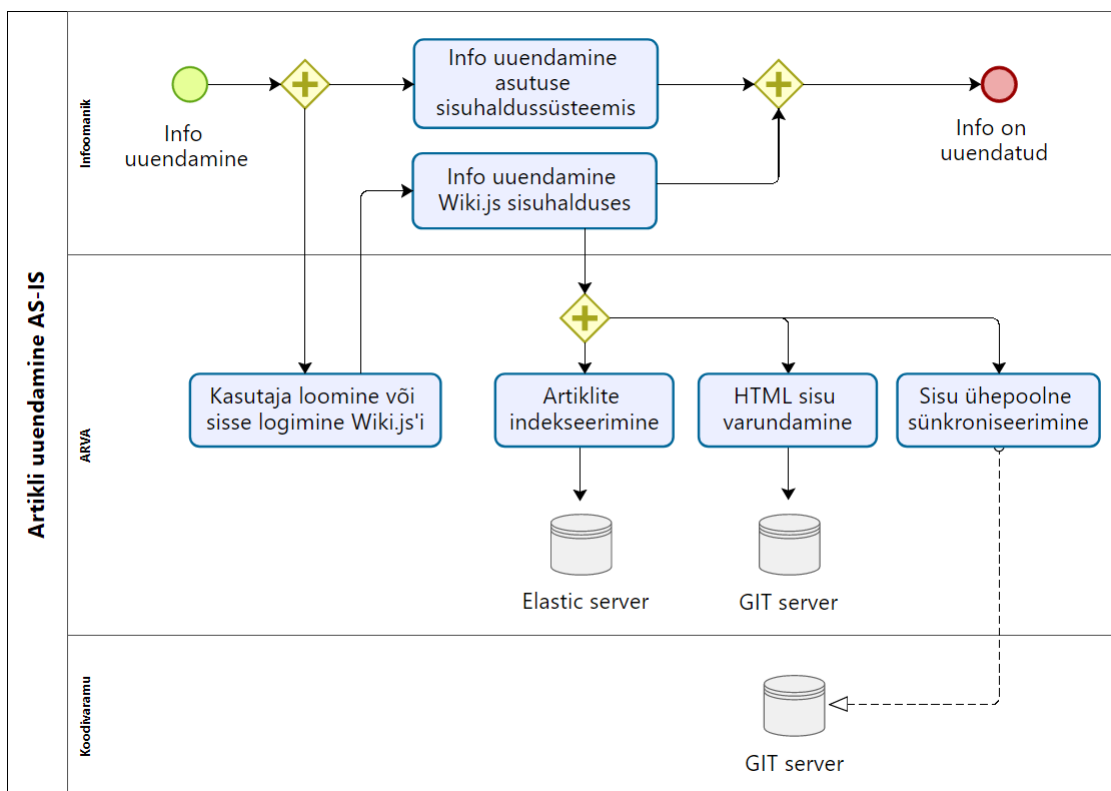 Artikli uuendamine AS-IS
Infoomanik
Info
uuendamine
Info uuendamine
asutuse
sisuhaldussüsteemis
Info uuendamine
Wiki.js sisuhalduses
Info on
uuendatud
ARVA
Kasutaja loomine või
sisse logimine Wiki.js'i
Artiklite
indekseerimine
HTML sisu
varundamine
Sisu ühepoolne
sünkroniseerimine
Elastic server
GIT server
Koodivaramu
GIT server